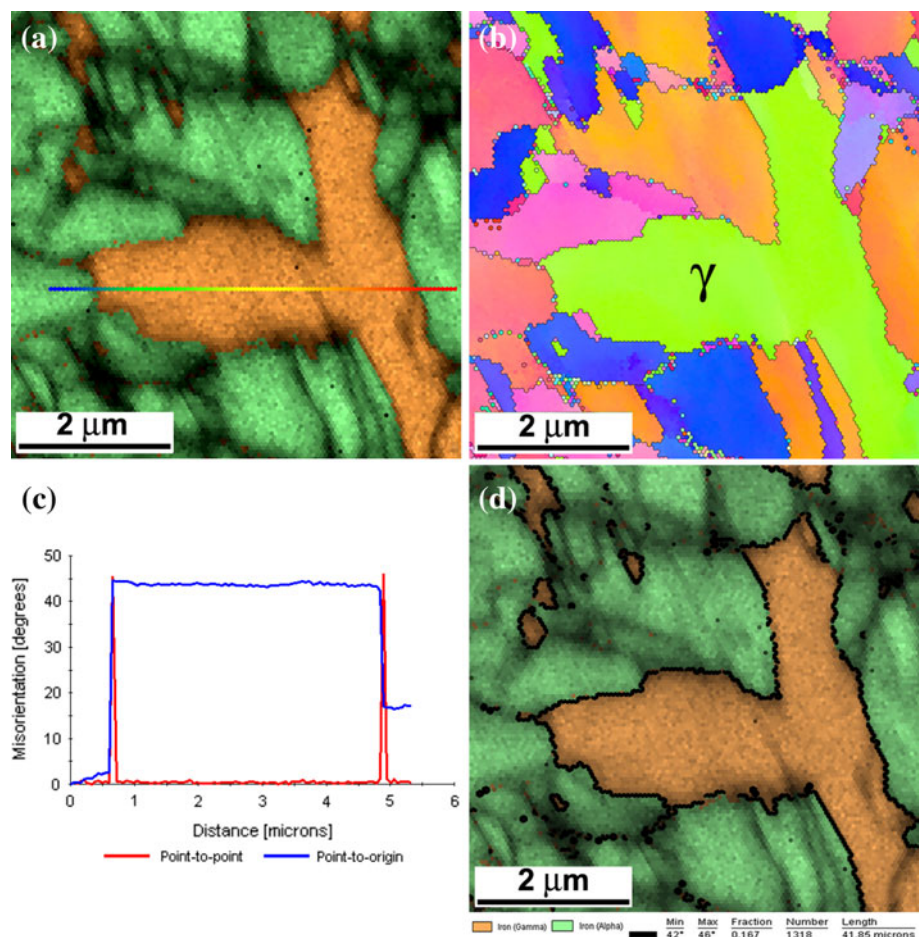 (a)
(b)
γ
2 μm
2 μm
(c)
(d)
50
40
30
20
10
0
Misorientation [degrees]
0 1 2 3 4 5 6
Distance [microns]
Point-to-point Point-to-origin
2 μm
Iron (Gamma) Iron (Alpha)
Min Max Fraction Number Length
42° 46° 0.167 1318 41.85 microns